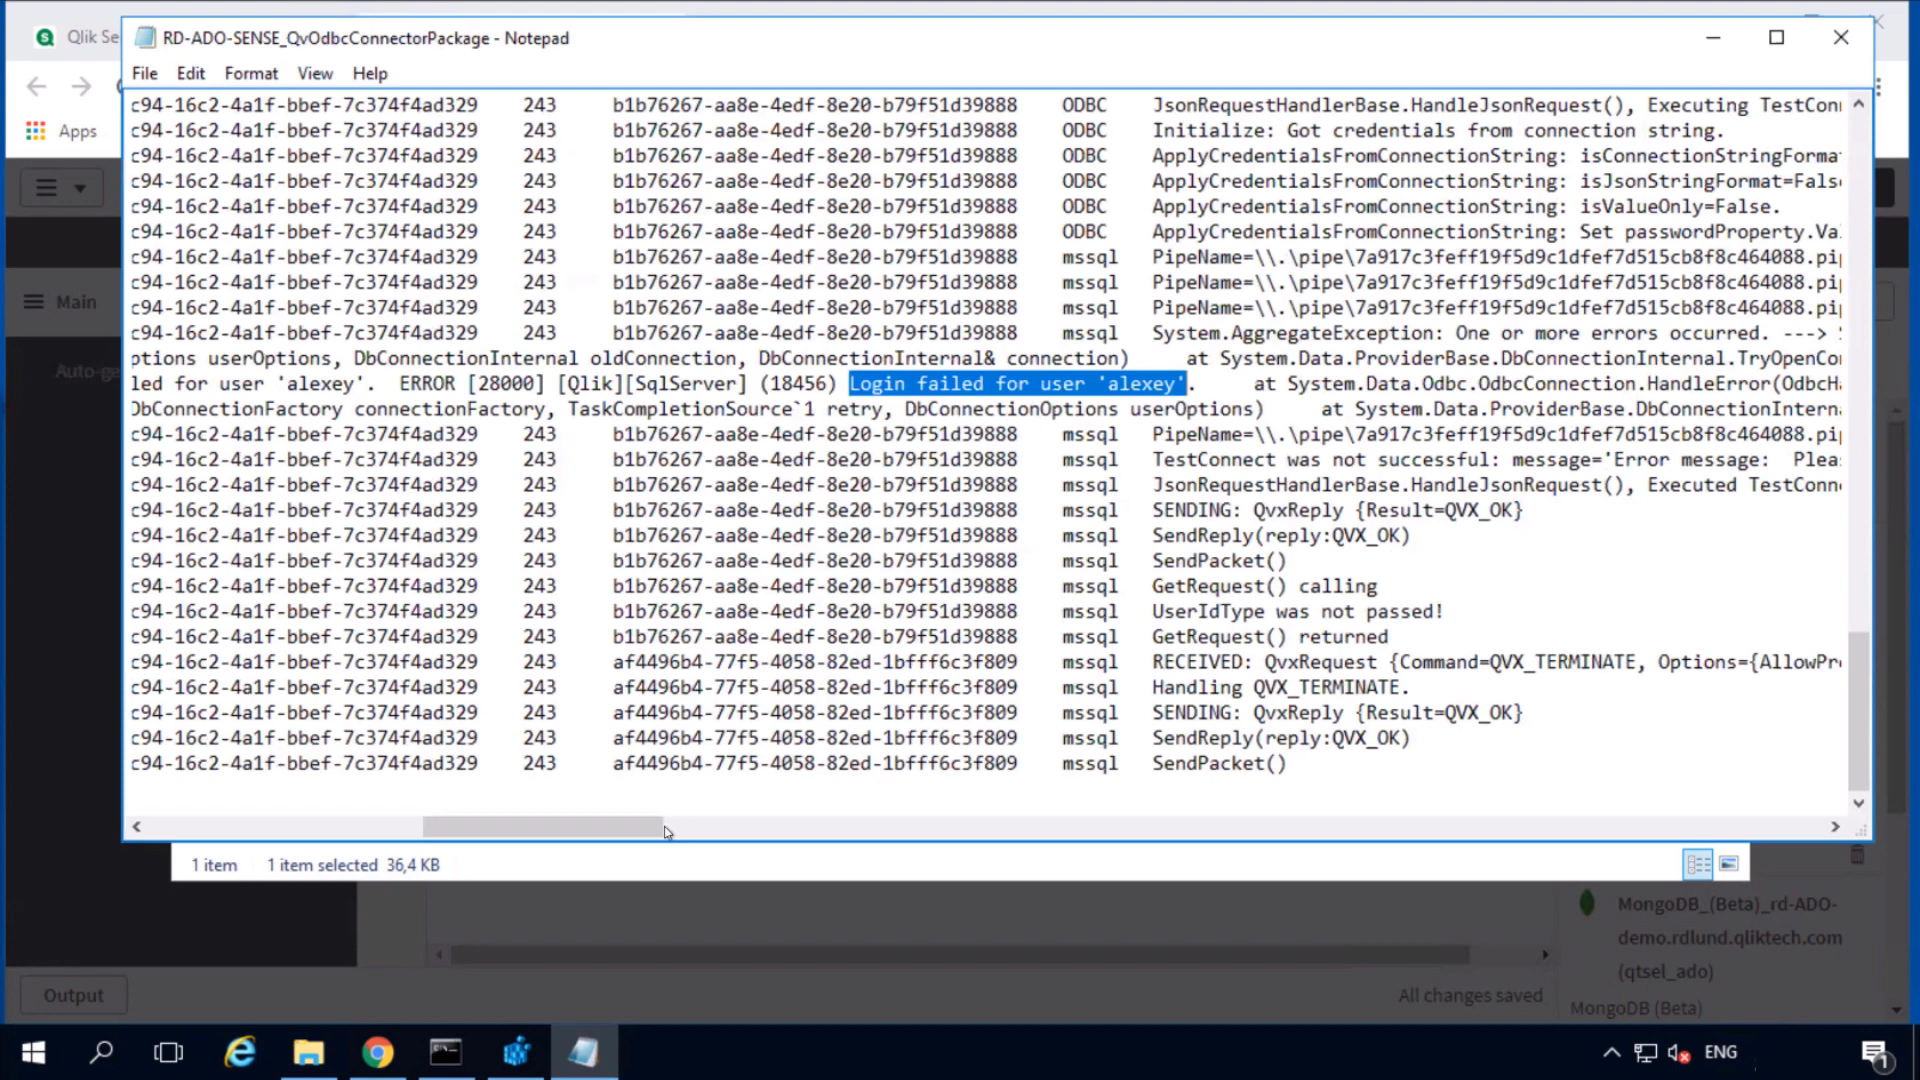 Qlik Se
RD-ADO-SENSE_QvOdbcConnectorPackage - Notepad
File Edit Format View Help
Apps
Main
Auto-ge
c94-16c2-4a1f-bbef-7c374f4ad329 243 b1b76267-aa8e-4edf-8e20-b79f51d39888 ODBC JsonRequestHandlerBase.HandleJsonRequest(), Executing TestCon
c94-16c2-4a1f-bbef-7c374f4ad329 243 b1b76267-aa8e-4edf-8e20-b79f51d39888 ODBC Initialize: Got credentials from connection string.
c94-16c2-4a1f-bbef-7c374f4ad329 243 b1b76267-aa8e-4edf-8e20-b79f51d39888 ODBC ApplyCredentialsFromConnectionString: isConnectionStringForma
c94-16c2-4a1f-bbef-7c374f4ad329 243 b1b76267-aa8e-4edf-8e20-b79f51d39888 ODBC ApplyCredentialsFromConnectionString: isJsonStringFormat=Fals
c94-16c2-4a1f-bbef-7c374f4ad329 243 b1b76267-aa8e-4edf-8e20-b79f51d39888 ODBC ApplyCredentialsFromConnectionString: isValueOnly=False.
c94-16c2-4a1f-bbef-7c374f4ad329 243 b1b76267-aa8e-4edf-8e20-b79f51d39888 ODBC ApplyCredentialsFromConnectionString: Set passwordProperty.Va
c94-16c2-4a1f-bbef-7c374f4ad329 243 b1b76267-aa8e-4edf-8e20-b79f51d39888 mssql PipeName=\\.\pipe\7a917c3feff19f5d9c1dfef7d515cb8f8c464088.pi
c94-16c2-4a1f-bbef-7c374f4ad329 243 b1b76267-aa8e-4edf-8e20-b79f51d39888 mssql PipeName=\\.\pipe\7a917c3feff19f5d9c1dfef7d515cb8f8c464088.pi
c94-16c2-4a1f-bbef-7c374f4ad329 243 b1b76267-aa8e-4edf-8e20-b79f51d39888 mssql PipeName=\\.\pipe\7a917c3feff19f5d9c1dfef7d515cb8f8c464088.pi
c94-16c2-4a1f-bbef-7c374f4ad329 243 b1b76267-aa8e-4edf-8e20-b79f51d39888 mssql System.AggregateException: One or more errors occurred. ---> S
ptions userOptions, DbConnectionInternal oldConnection, DbConnectionInternal& connection) at System.Data.ProviderBase.DbConnectionInternal.TryOpenCo
led for user 'alexey'. ERROR [28000] [Qlik][SqlServer] (18456) Login failed for user 'alexey'. at System.Data.Odbc.OdbcConnection.HandleError(OdbcH
DbConnectionFactory connectionFactory, TaskCompletionSource`1 retry, DbConnectionOptions userOptions) at System.Data.ProviderBase.DbConnectionIntern
c94-16c2-4a1f-bbef-7c374f4ad329 243 b1b76267-aa8e-4edf-8e20-b79f51d39888 mssql PipeName=\\.\pipe\7a917c3feff19f5d9c1dfef7d515cb8f8c464088.pi
c94-16c2-4a1f-bbef-7c374f4ad329 243 b1b76267-aa8e-4edf-8e20-b79f51d39888 mssql TestConnect was not successful: message='Error message: Plea
c94-16c2-4a1f-bbef-7c374f4ad329 243 b1b76267-aa8e-4edf-8e20-b79f51d39888 mssql JsonRequestHandlerBase.HandleJsonRequest(), Executed TestConn
c94-16c2-4a1f-bbef-7c374f4ad329 243 b1b76267-aa8e-4edf-8e20-b79f51d39888 mssql SENDING: QvxReply {Result=QVX_OK}
c94-16c2-4a1f-bbef-7c374f4ad329 243 b1b76267-aa8e-4edf-8e20-b79f51d39888 mssql SendReply(reply:QVX_OK)
c94-16c2-4a1f-bbef-7c374f4ad329 243 b1b76267-aa8e-4edf-8e20-b79f51d39888 mssql SendPacket()
c94-16c2-4a1f-bbef-7c374f4ad329 243 b1b76267-aa8e-4edf-8e20-b79f51d39888 mssql GetRequest() calling
c94-16c2-4a1f-bbef-7c374f4ad329 243 b1b76267-aa8e-4edf-8e20-b79f51d39888 mssql UserIdType was not passed!
c94-16c2-4a1f-bbef-7c374f4ad329 243 b1b76267-aa8e-4edf-8e20-b79f51d39888 mssql GetRequest() returned
c94-16c2-4a1f-bbef-7c374f4ad329 243 af4496b4-77f5-4058-82ed-1bfff6c3f809 mssql RECEIVED: QvxRequest {Command=QVX_TERMINATE, Options={AllowPr
c94-16c2-4a1f-bbef-7c374f4ad329 243 af4496b4-77f5-4058-82ed-1bfff6c3f809 mssql Handling QVX_TERMINATE.
c94-16c2-4a1f-bbef-7c374f4ad329 243 af4496b4-77f5-4058-82ed-1bfff6c3f809 mssql SENDING: QvxReply {Result=QVX_OK}
c94-16c2-4a1f-bbef-7c374f4ad329 243 af4496b4-77f5-4058-82ed-1bfff6c3f809 mssql SendReply(reply:QVX_OK)
c94-16c2-4a1f-bbef-7c374f4ad329 243 af4496b4-77f5-4058-82ed-1bfff6c3f809 mssql SendPacket()
1 item 1 item selected 36,4 KB
MongoDB_(Beta)_rd-ADO-
demo.rdlund.qliktech.com
(qtsel_ado)
MongoDB (Beta)
Output
All changes saved
ENG
1